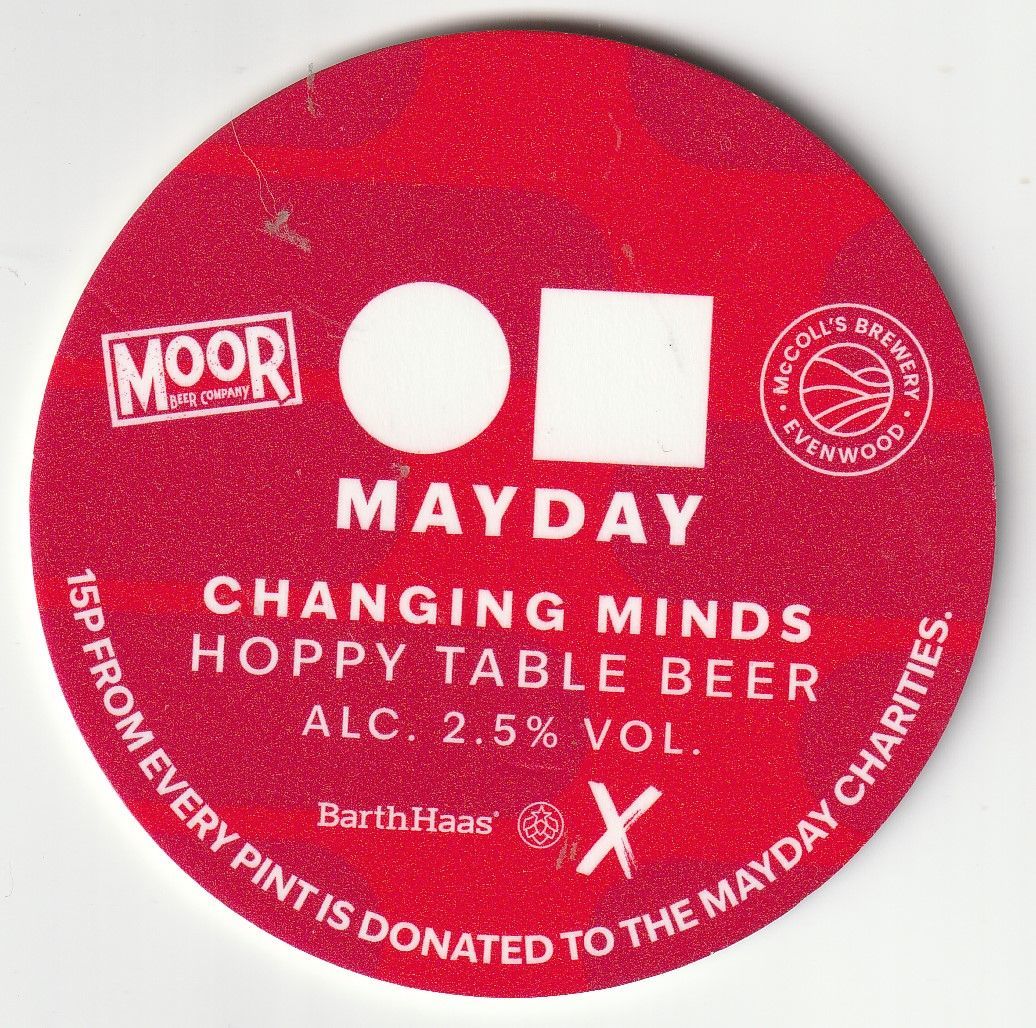 MOOR
BEER COMPANY
McCOLL'S BREWERY
· EVENWOOD ·
MAYDAY
CHANGING MINDS
HOPPY TABLE BEER
ALC. 2.5% VOL.
BarthHaas® X
15P FROM EVERY PINT IS DONATED TO THE MAYDAY CHARITIES.